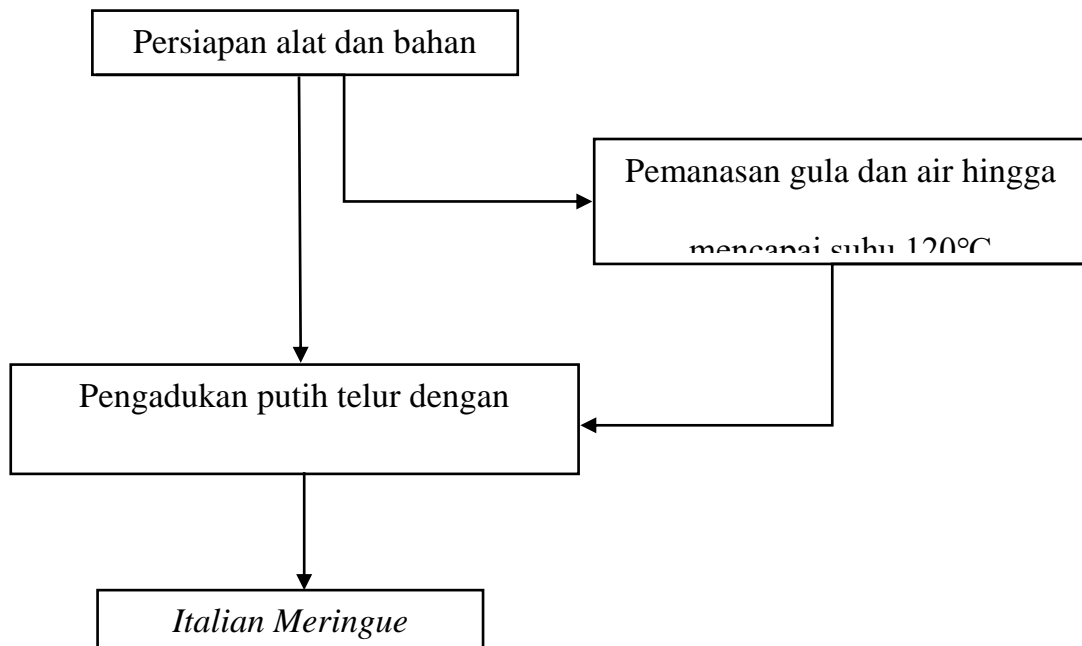 Persiapan alat dan bahan
Pemanasan gula dan air hingga
mencapai suhu 120°C
Pengadukan putih telur dengan
Italian Meringue